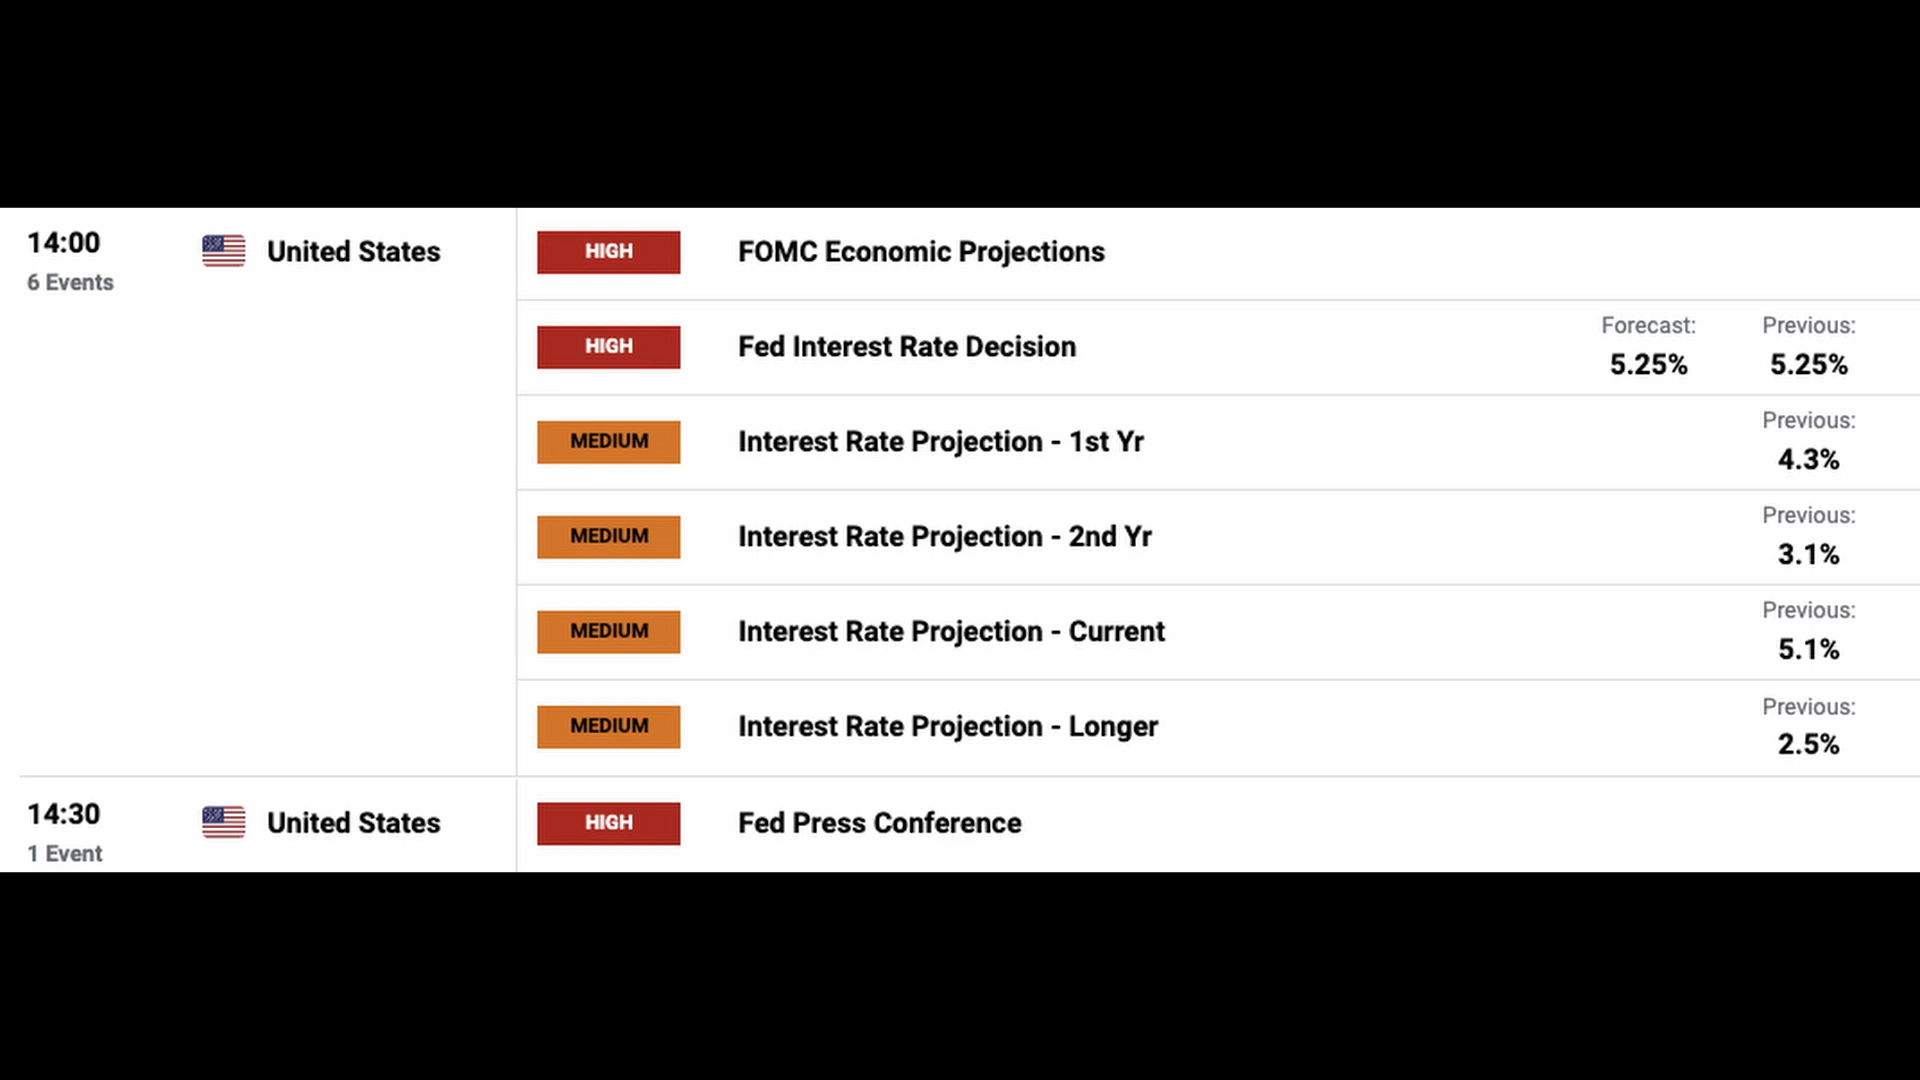 14:00
6 Events
United States
HIGH
FOMC Economic Projections
HIGH
Fed Interest Rate Decision
Forecast:
5.25%
Previous:
5.25%
MEDIUM
Interest Rate Projection - 1st Yr
Previous:
4.3%
MEDIUM
Interest Rate Projection - 2nd Yr
Previous:
3.1%
MEDIUM
Interest Rate Projection - Current
Previous:
5.1%
MEDIUM
Interest Rate Projection - Longer
Previous:
2.5%
14:30
1 Event
United States
HIGH
Fed Press Conference